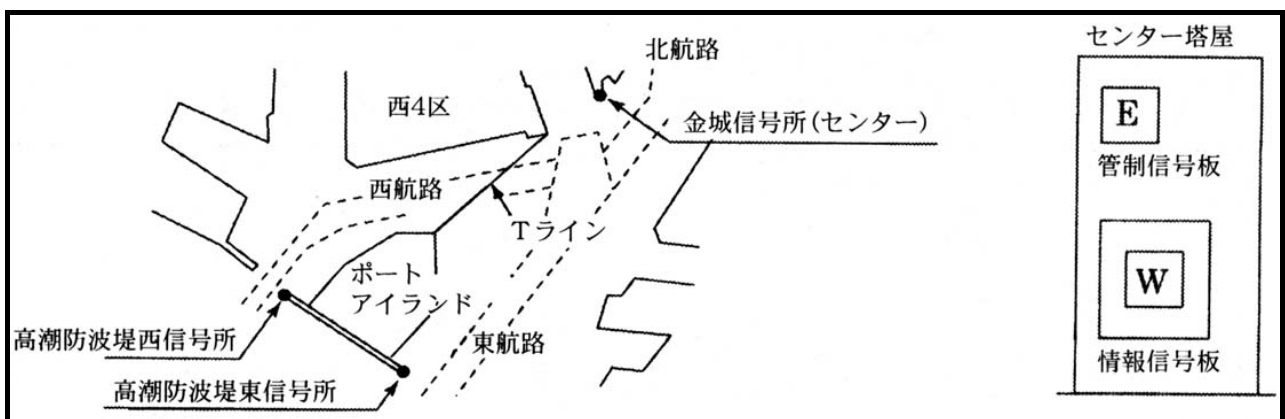 北航路
西4区
金城信号所(センター)
西航路
Tライン
ポート
アイランド
高潮防波堤西信号所
東航路
高潮防波堤東信号所
センター塔屋
E
管制信号板
W
情報信号板